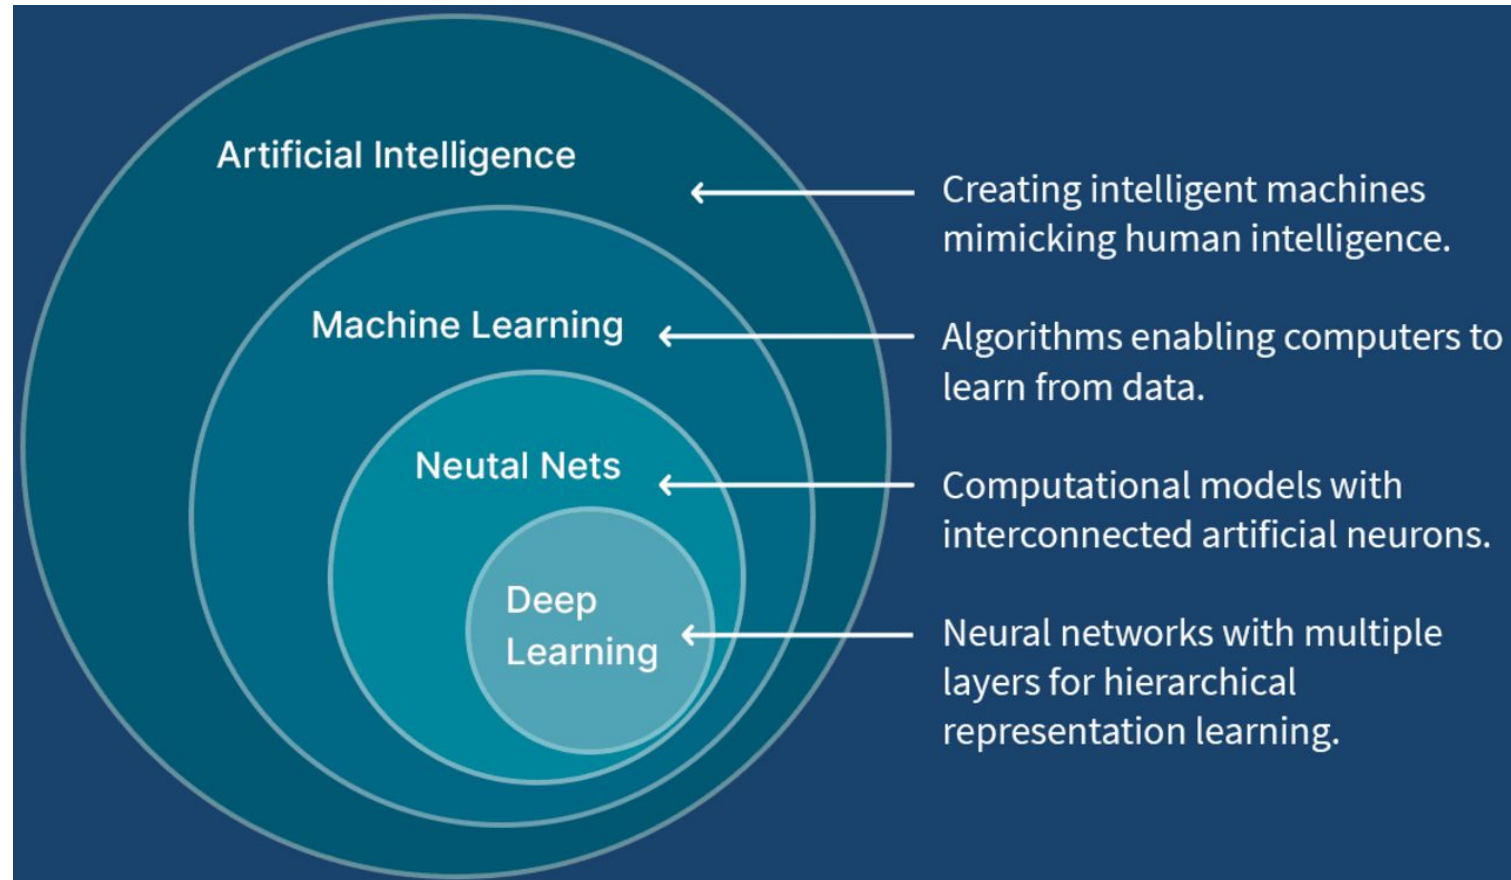 Artificial Intelligence
Creating intelligent machines
mimicking human intelligence.
Machine Learning
Algorithms enabling computers to
learn from data.
Neutal Nets
Computational models with
interconnected artificial neurons.
Deep
Learning
Neural networks with multiple
layers for hierarchical
representation learning.